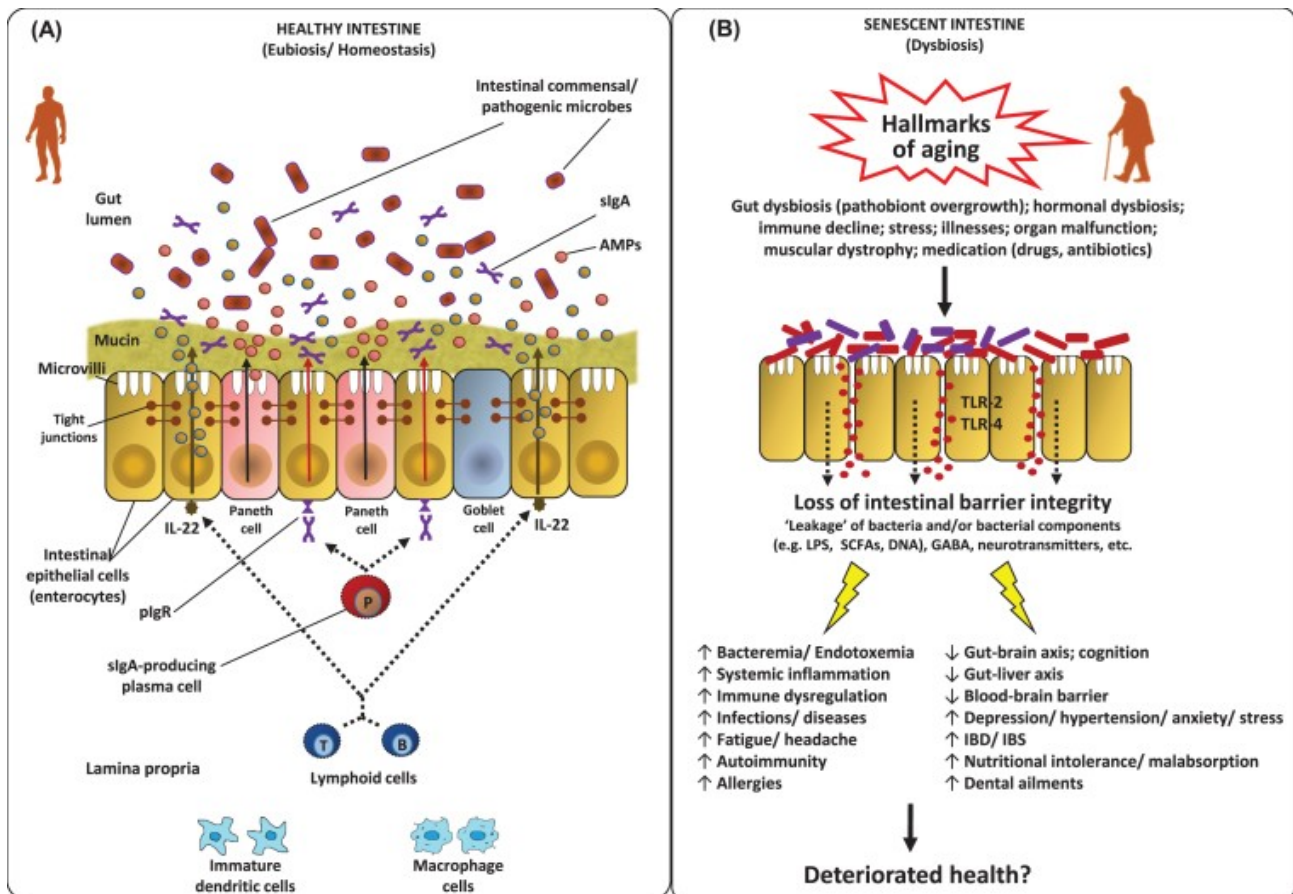 (A)
HEALTHY INTESTINE
(Eubiosis/ Homeostasis)
Intestinal commensal/
pathogenic microbes
Gut
lumen
sIgA
AMPs
Mucin
Microvilli
Tight
junctions
IL-22
Paneth
cell
Paneth
cell
Goblet
cell
IL-22
Intestinal
epithelial cells
(enterocytes)
pIgR
P
sIgA-producing
plasma cell
T
B
Lymphoid cells
Lamina propria
Immature
dendritic cells
Macrophage
cells
(B)
SENESCENT INTESTINE
(Dysbiosis)
Hallmarks
of aging
Gut dysbiosis (pathobiont overgrowth); hormonal dysbiosis;
immune decline; stress; illnesses; organ malfunction;
muscular dystrophy; medication (drugs, antibiotics)
TLR-2
TLR-4
Loss of intestinal barrier integrity
‘Leakage’ of bacteria and/or bacterial components
(e.g. LPS, SCFAs, DNA), GABA, neurotransmitters, etc.
↑ Bacteremia/ Endotoxemia
↑ Systemic inflammation
↑ Immune dysregulation
↑ Infections/ diseases
↑ Fatigue/ headache
↑ Autoimmunity
↑ Allergies
↓ Gut-brain axis; cognition
↓ Gut-liver axis
↓ Blood-brain barrier
↑ Depression/ hypertension/ anxiety/ stress
↑ IBD/ IBS
↑ Nutritional intolerance/ malabsorption
↑ Dental ailments
Deteriorated health?